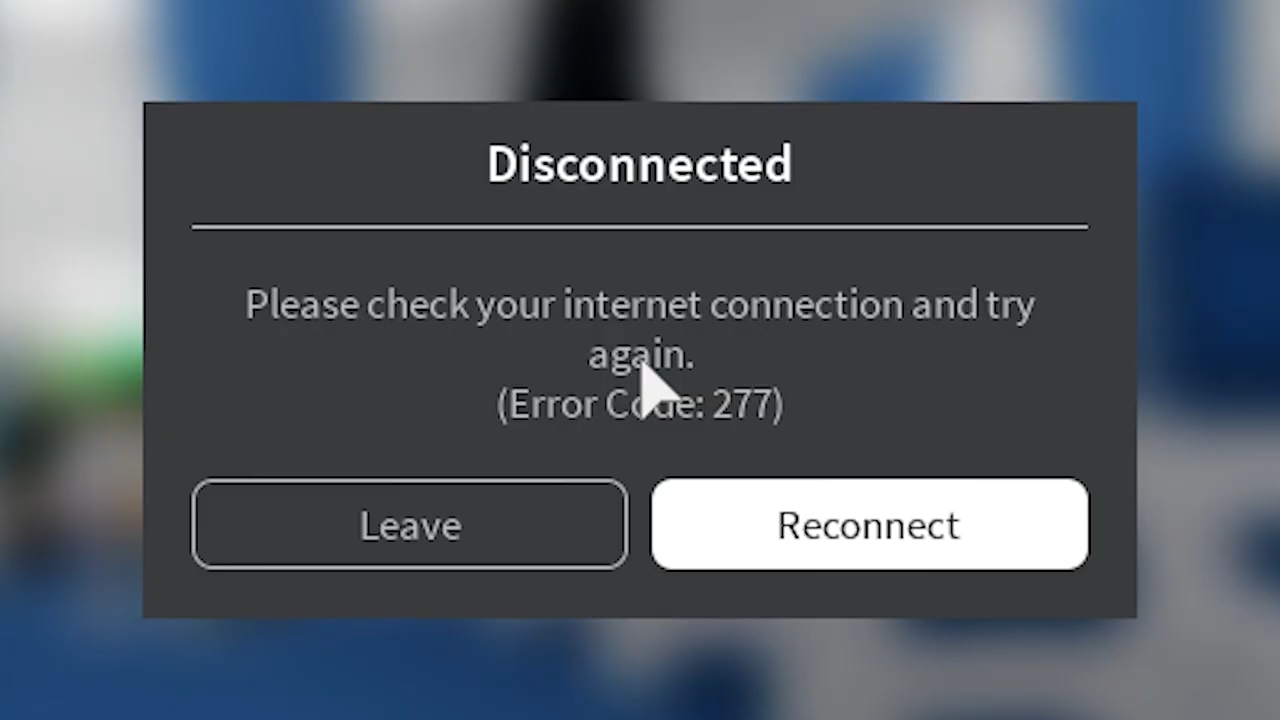 Disconnected
Please check your internet connection and try
again.
(Error Code: 277)
Leave
Reconnect